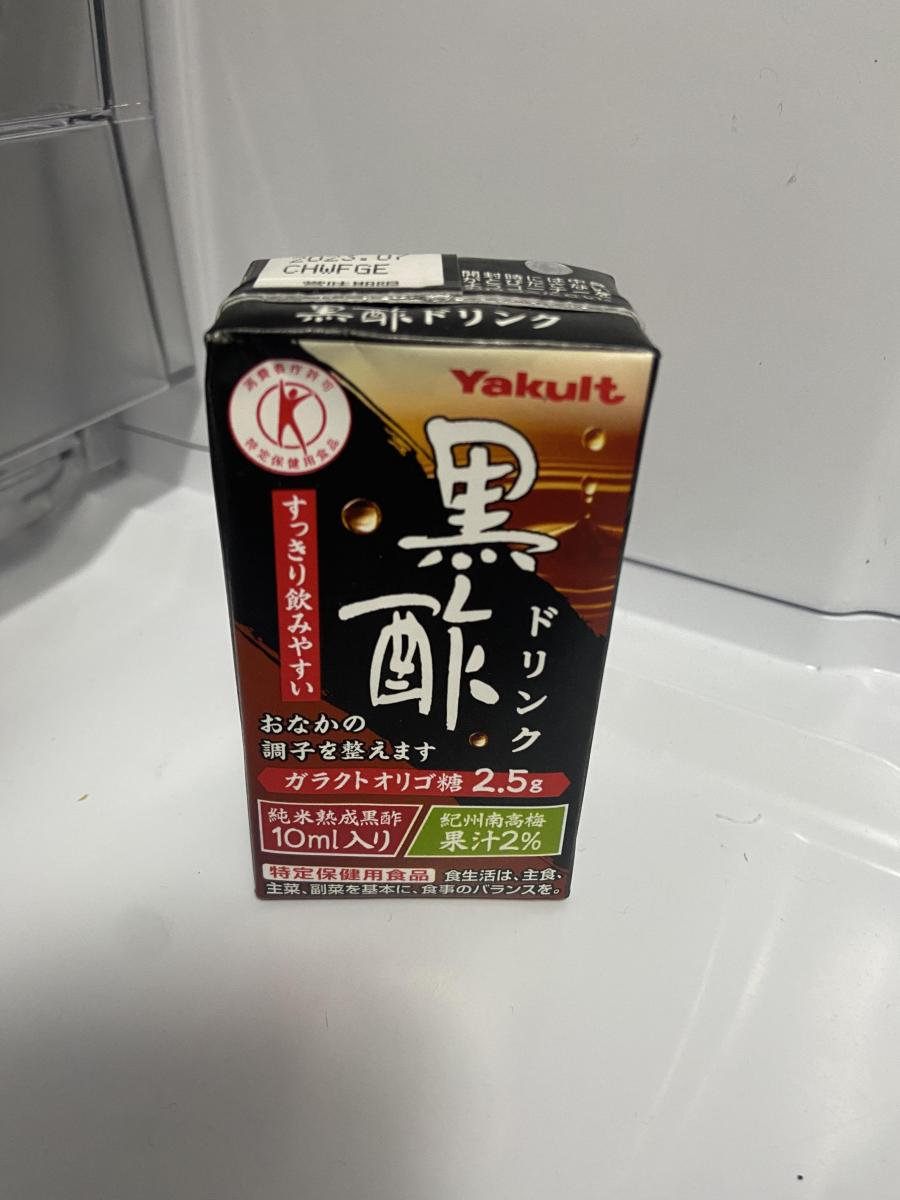 CHWFGE
賞味期限
黒酢ドリンク
消費者庁許可
特定保健用食品
Yakult
黒酢
ドリンク
すっきり飲みやすい
おなかの
調子を整えます
ガラクトオリゴ糖 2.5g
純米熟成黒酢
10ml入り
紀州南高梅
果汁2%
特定保健用食品 食生活は、主食、
主菜、副菜を基本に、食事のバランスを。